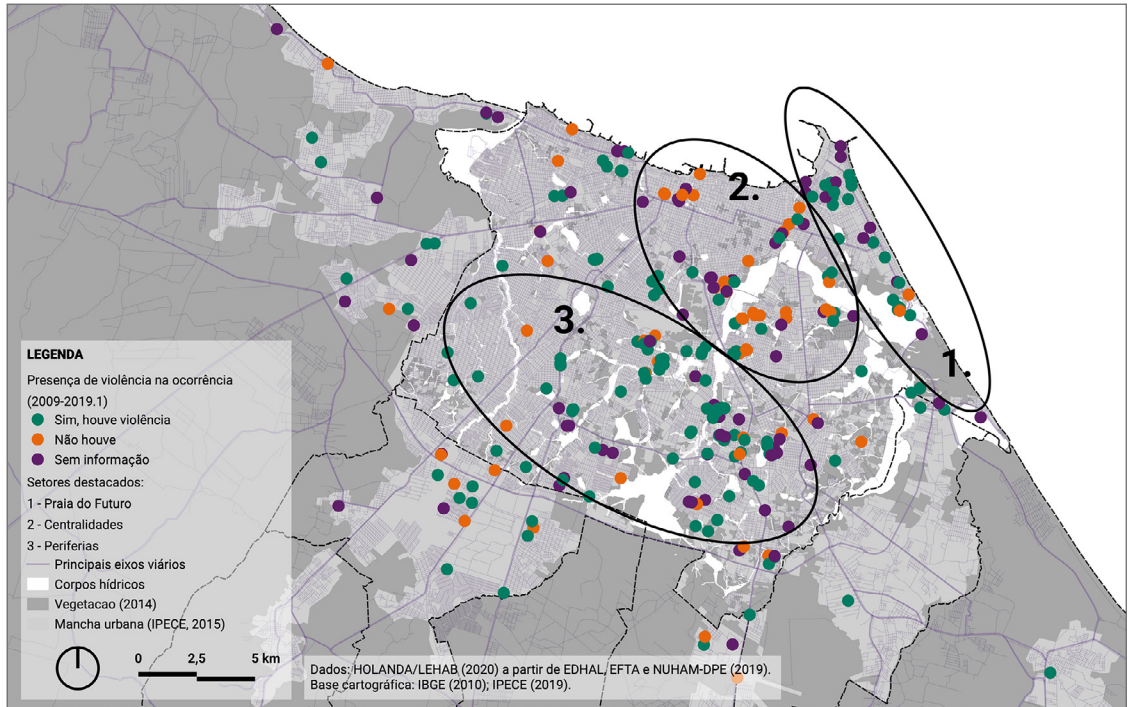 2.
3.
1.
LEGENDA
Presença de violência na ocorrência
(2009-2019.1)
Sim, houve violência
Não houve
Sem informação
Setores destacados:
1 - Praia do Futuro
2 - Centralidades
3 - Periferias
Principais eixos viários
Corpos hídricos
Vegetacao (2014)
Mancha urbana (IPECE, 2015)
0 2,5 5 km
Dados: HOLANDA/LEHAB (2020) a partir de EDHAL, EFTA e NUHAM-DPE (2019).
Base cartográfica: IBGE (2010); IPECE (2019).